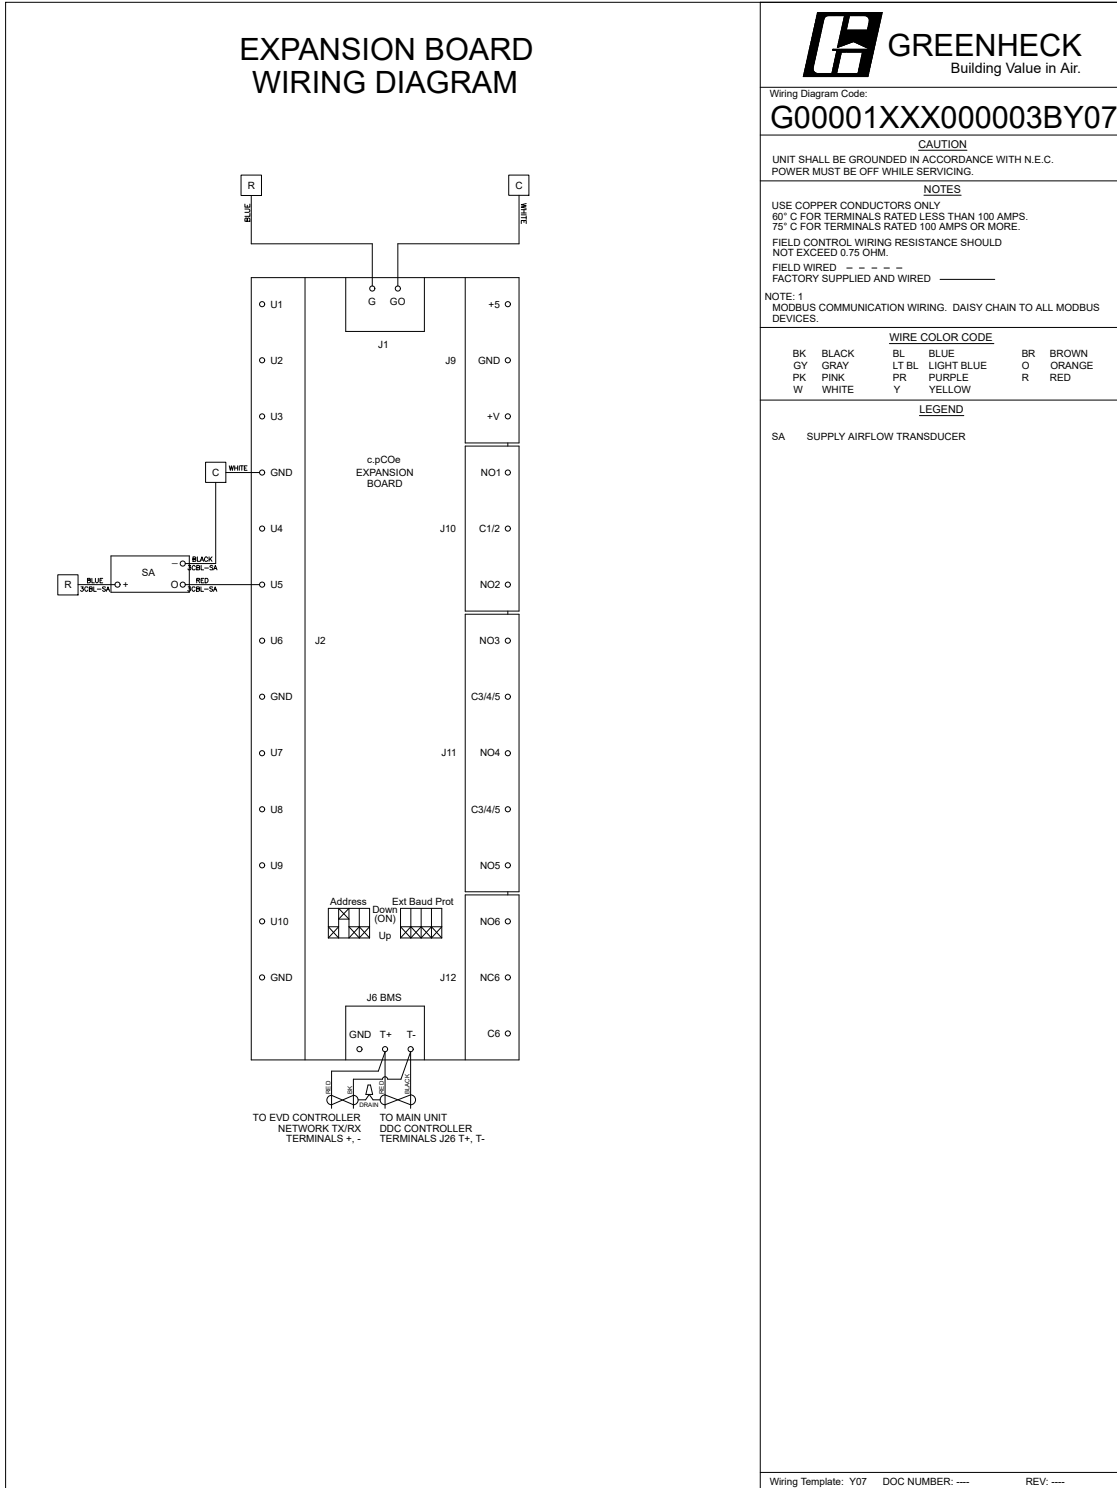 EXPANSION BOARD
WIRING DIAGRAM
R
C
BLUE
WHITE
G GO
J1
U1
U2
U3
GND
U4
U5
U6
GND
U7
U8
U9
U10
GND
J2
c.pCOe
EXPANSION
BOARD
J9
+5
GND
+V
J10
NO1
C1/2
NO2
J11
NO3
C3/4/5
NO4
C3/4/5
NO5
J12
NO6
NC6
C6
C
WHITE
SA
R
BLUE
3CBL-SA
+
-
BLACK
3CBL-SA
O
RED
3CBL-SA
Address
Down
(ON)
Up
Ext Baud Prot
J6 BMS
GND T+ T-
RED
BK
DRAIN
RED
BLACK
TO EVD CONTROLLER
NETWORK TX/RX
TERMINALS +, -
TO MAIN UNIT
DDC CONTROLLER
TERMINALS J26 T+, T-
GREENHECK
Building Value in Air.
Wiring Diagram Code:
G00001XXX000003BY07
CAUTION
UNIT SHALL BE GROUNDED IN ACCORDANCE WITH N.E.C.
POWER MUST BE OFF WHILE SERVICING.
NOTES
USE COPPER CONDUCTORS ONLY
60° C FOR TERMINALS RATED LESS THAN 100 AMPS.
75° C FOR TERMINALS RATED 100 AMPS OR MORE.
FIELD CONTROL WIRING RESISTANCE SHOULD
NOT EXCEED 0.75 OHM.
FIELD WIRED
FACTORY SUPPLIED AND WIRED
NOTE: 1
MODBUS COMMUNICATION WIRING. DAISY CHAIN TO ALL MODBUS
DEVICES.
WIRE COLOR CODE
BK BLACK BL BLUE BR BROWN
GY GRAY LT BL LIGHT BLUE O ORANGE
PK PINK PR PURPLE R RED
W WHITE Y YELLOW
LEGEND
SA SUPPLY AIRFLOW TRANSDUCER
Wiring Template: Y07 DOC NUMBER: ---- REV: ----